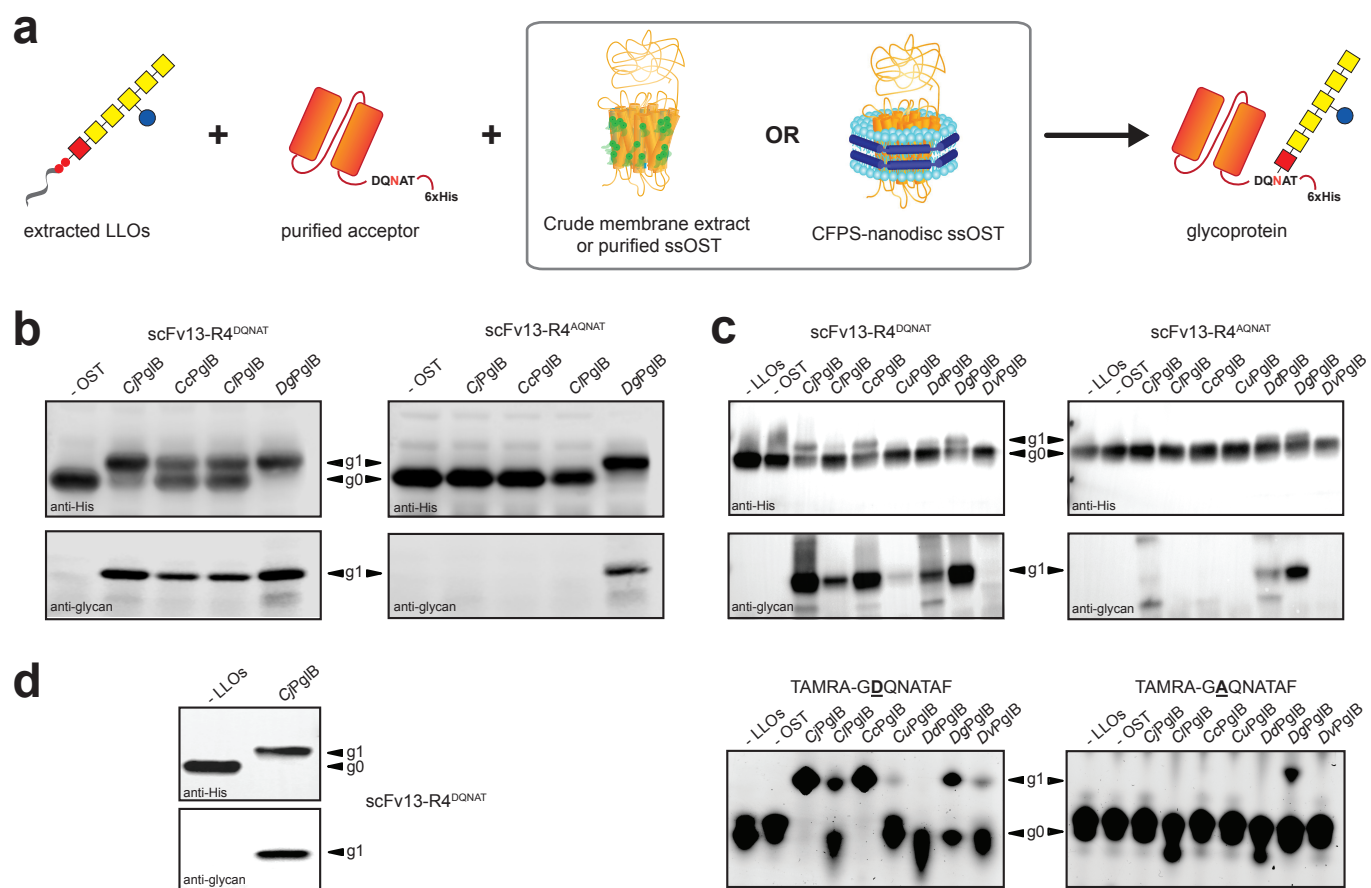 a
+
+
OR
DQNAT
6xHis
DQNAT
6xHis
extracted LLOs
purified acceptor
Crude membrane extract
or purified ssOST
CFPS-nanodisc ssOST
glycoprotein
b
scFv13-R4DQNAT
scFv13-R4AQNAT
- OST
CjPglB
CcPglB
ClPglB
DgPglB
- OST
CjPglB
CcPglB
ClPglB
DgPglB
g1
g0
anti-His
anti-His
g1
anti-glycan
anti-glycan
c
scFv13-R4DQNAT
scFv13-R4AQNAT
- LLOs
- OST
CjPglB
ClPglB
CcPglB
CuPglB
DdPglB
DgPglB
DvPglB
- LLOs
- OST
CjPglB
ClPglB
CcPglB
CuPglB
DdPglB
DgPglB
DvPglB
g1
g0
anti-His
anti-His
g1
anti-glycan
anti-glycan
TAMRA-GDQNATAF
TAMRA-GAQNATAF
- LLOs
- OST
CjPglB
ClPglB
CcPglB
CuPglB
DdPglB
DgPglB
DvPglB
- LLOs
- OST
CjPglB
ClPglB
CcPglB
CuPglB
DdPglB
DgPglB
DvPglB
g1
g0
d
- LLOs
CjPglB
g1
g0
anti-His
scFv13-R4DQNAT
g1
anti-glycan